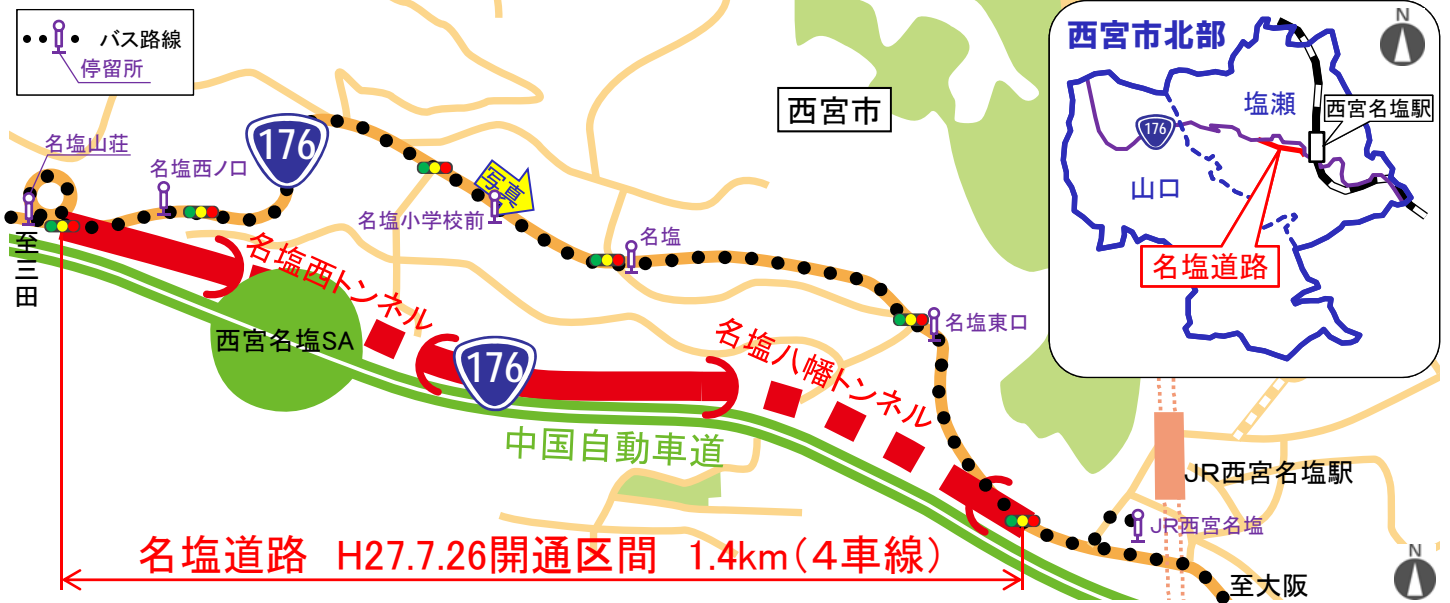 バス路線
停留所
名塩山荘
名塩西ノ口
176
写真
名塩小学校前
名塩
西宮市
名塩東口
至三田
名塩西トンネル
西宮名塩SA
176
名塩八幡トンネル
中国自動車道
JR西宮名塩駅
JR西宮名塩
至大阪
名塩道路 H27.7.26開通区間 1.4km(4車線)
N
西宮市北部
N
塩瀬
西宮名塩駅
176
山口
名塩道路